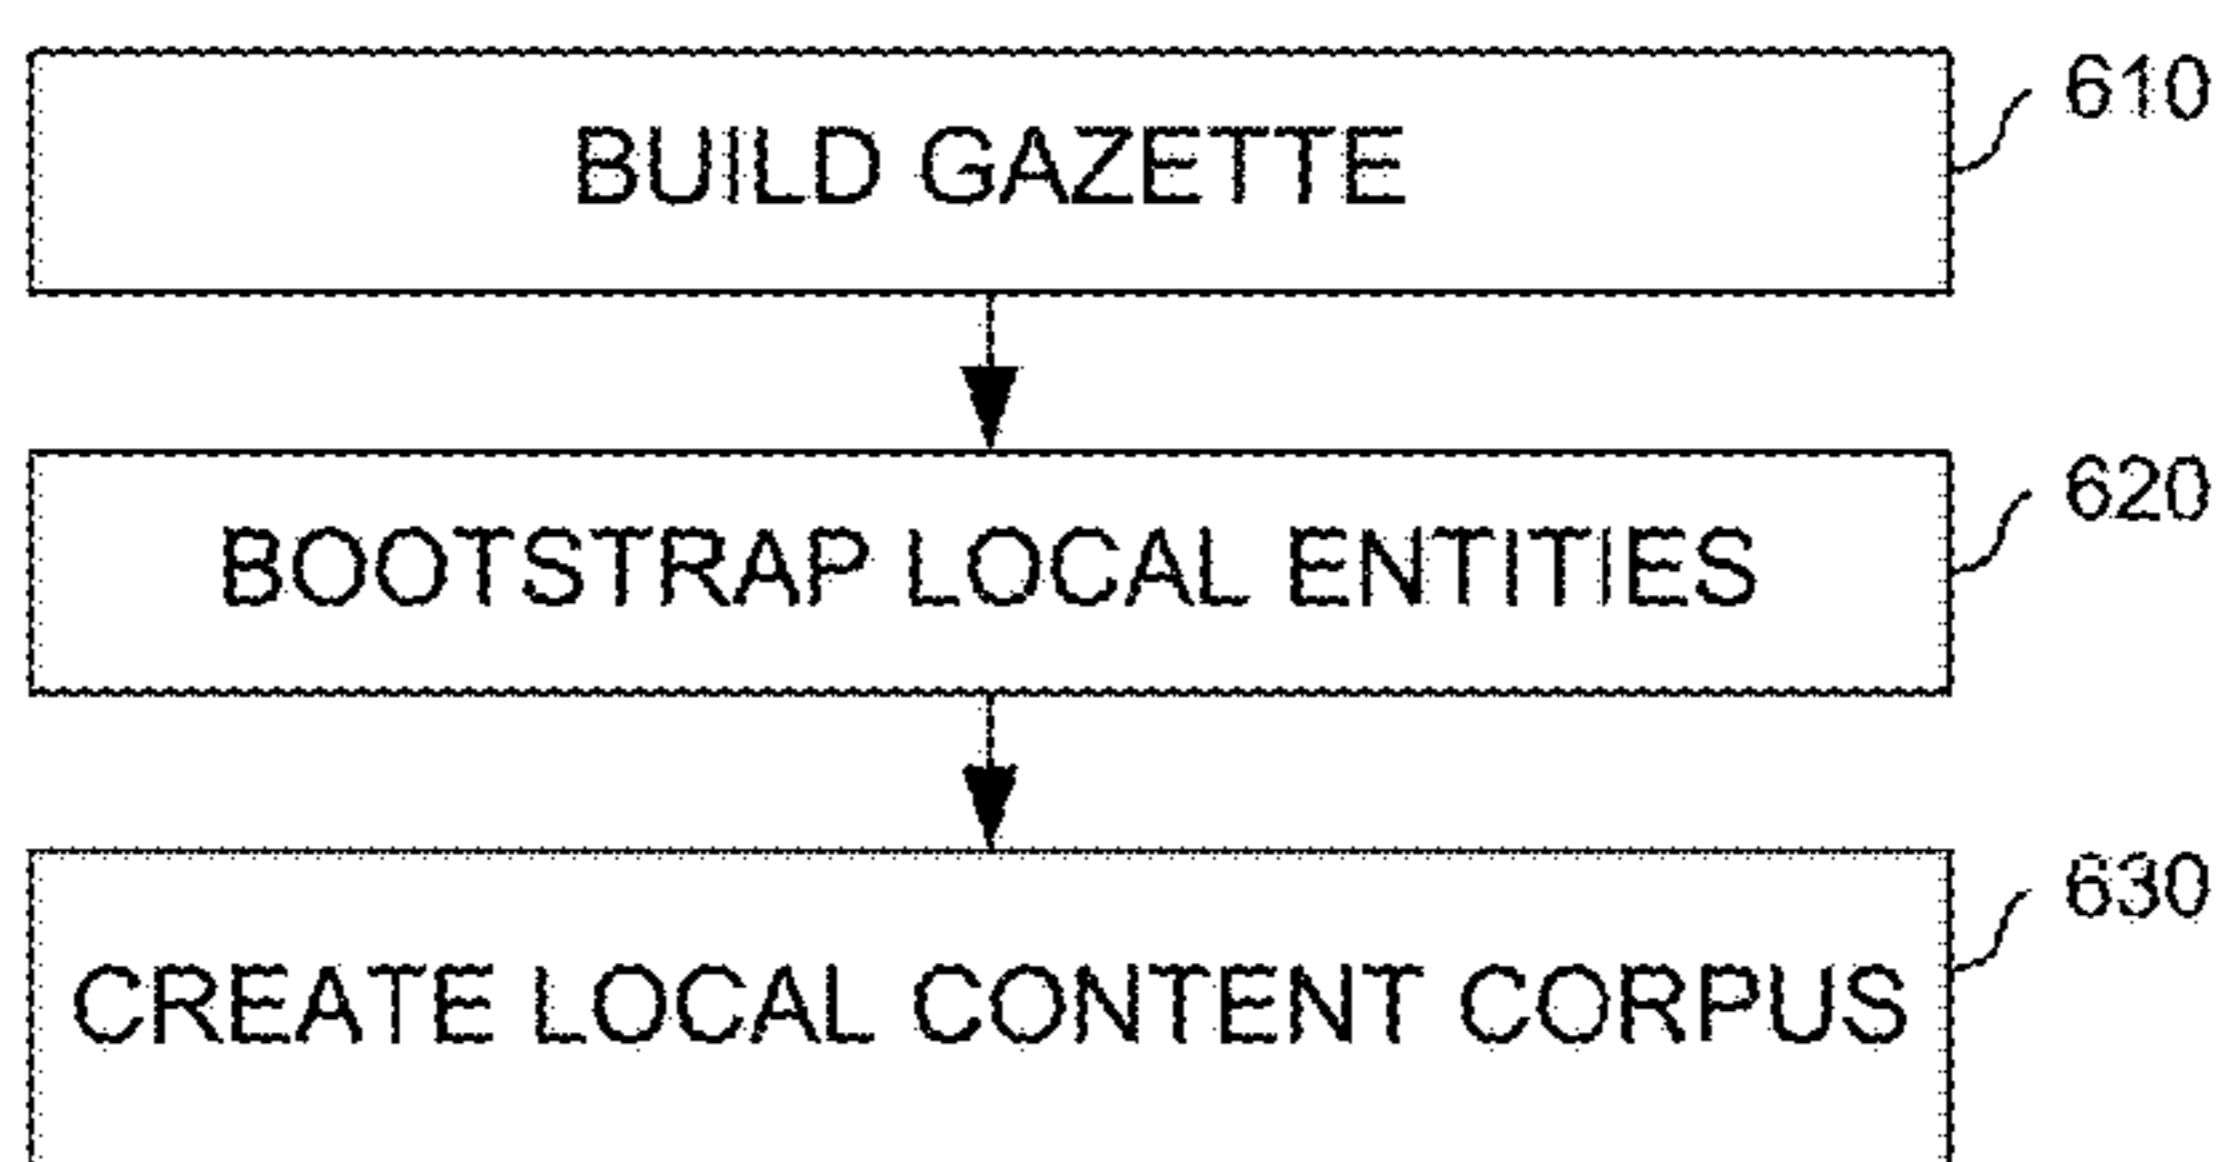 BUILD GAZETTE
610
BOOTSTRAP LOCAL ENTITIES
620
CREATE LOCAL CONTENT CORPUS
630